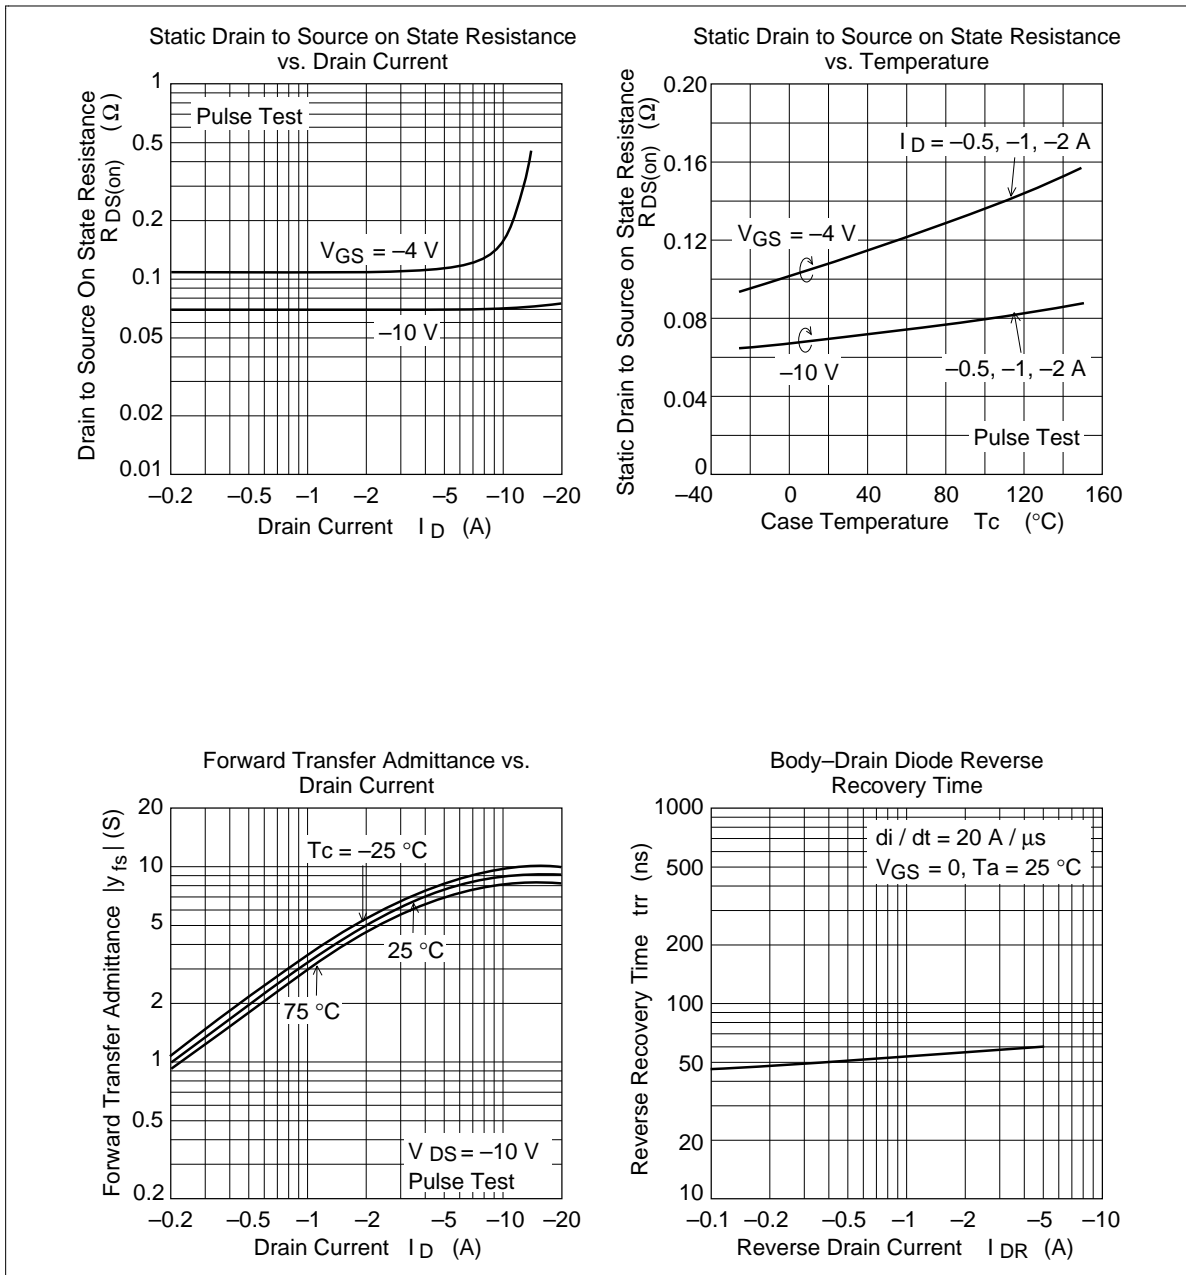 Static Drain to Source on State Resistance
vs. Drain Current
Drain to Source On State Resistance
R DS(on) (Ω)
1
0.5
0.2
0.1
0.05
0.02
0.01
Pulse Test
VGS = –4 V
–10 V
–0.2 –0.5 –1 –2 –5 –10 –20
Drain Current I D (A)
Static Drain to Source on State Resistance
vs. Temperature
Static Drain to Source on State Resistance
R DS(on) (Ω)
0.20
0.16
0.12
0.08
0.04
0
I D = –0.5, –1, –2 A
VGS = –4 V
–10 V
–0.5, –1, –2 A
Pulse Test
–40 0 40 80 120 160
Case Temperature Tc (°C)
Forward Transfer Admittance vs.
Drain Current
Forward Transfer Admittance |y fs| (S)
20
10
5
2
1
0.5
0.2
Tc = –25 °C
25 °C
75 °C
V DS = –10 V
Pulse Test
–0.2 –0.5 –1 –2 –5 –10 –20
Drain Current I D (A)
Body–Drain Diode Reverse
Recovery Time
Reverse Recovery Time trr (ns)
1000
500
200
100
50
20
10
di / dt = 20 A / µs
VGS = 0, Ta = 25 °C
–0.1 –0.2 –0.5 –1 –2 –5 –10
Reverse Drain Current I DR (A)